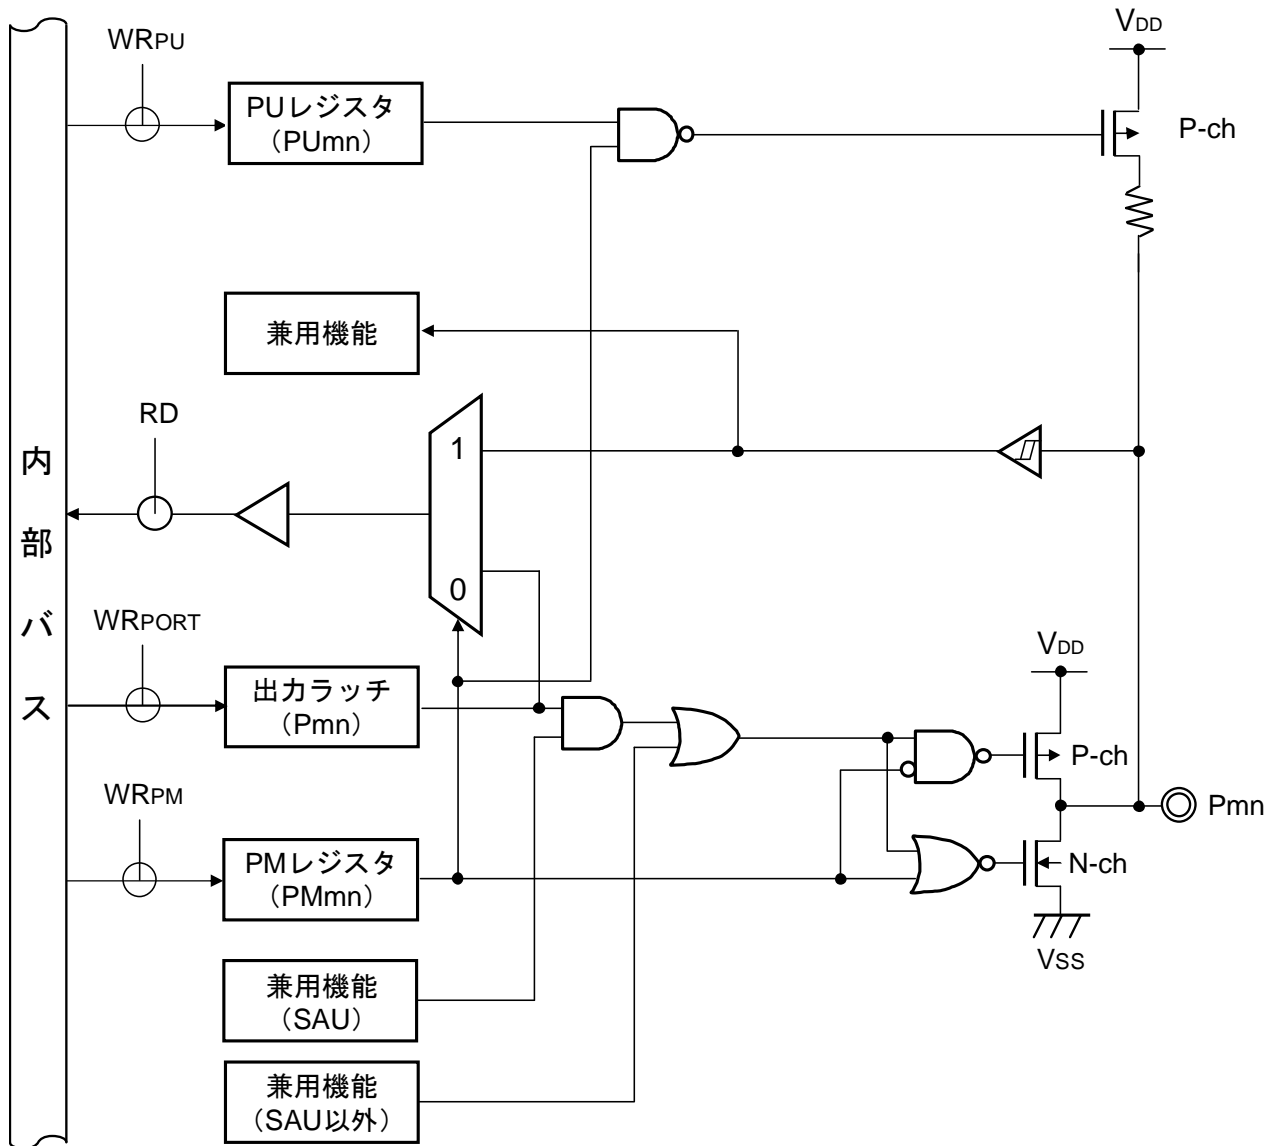 VDD
WRPU
PUレジスタ
（PUmn）
P-ch
兼用機能
RD
1
内部バス
0
WRPORT
VDD
出力ラッチ
（Pmn）
P-ch
WRPM
Pmn
PMレジスタ
（PMmn）
N-ch
VSS
兼用機能
（SAU）
兼用機能
（SAU以外）